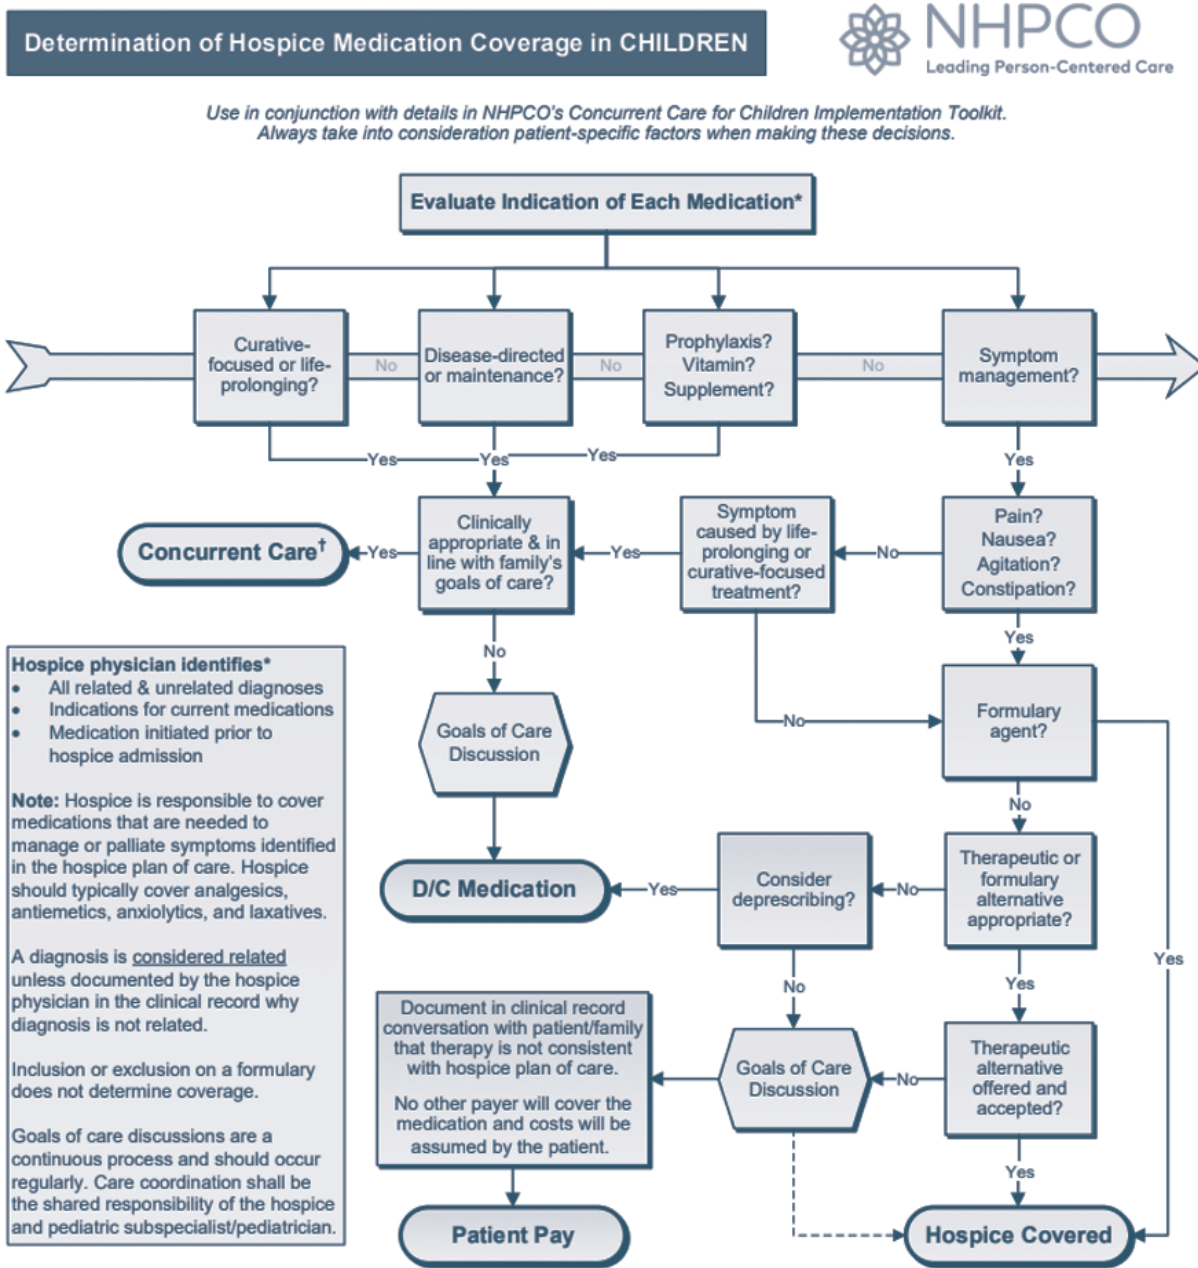 Determination of Hospice Medication Coverage in CHILDREN
NHPCO
Leading Person-Centered Care
Use in conjunction with details in NHPCO's Concurrent Care for Children Implementation Toolkit.
Always take into consideration patient-specific factors when making these decisions.
Evaluate Indication of Each Medication*
Curative-
focused or life-
prolonging?
No
Disease-directed
or maintenance?
No
Prophylaxis?
Vitamin?
Supplement?
No
Symptom
management?
Yes
Yes
Yes
Yes
Concurrent Care†
Yes
Clinically
appropriate & in
line with family's
goals of care?
Yes
Symptom
caused by life-
prolonging or
curative-focused
treatment?
No
Pain?
Nausea?
Agitation?
Constipation?
No
Yes
Goals of Care
Discussion
No
Formulary
agent?
No
D/C Medication
Yes
Consider
deprescribing?
No
Therapeutic or
formulary
alternative
appropriate?
Yes
No
Yes
Document in clinical record
conversation with patient/family
that therapy is not consistent
with hospice plan of care.
No other payer will cover the
medication and costs will be
assumed by the patient.
Goals of Care
Discussion
No
Therapeutic
alternative
offered and
accepted?
Yes
Patient Pay
Hospice Covered
Hospice physician identifies*
• All related & unrelated diagnoses
• Indications for current medications
• Medication initiated prior to
hospice admission
Note: Hospice is responsible to cover
medications that are needed to
manage or palliate symptoms identified
in the hospice plan of care. Hospice
should typically cover analgesics,
antiemetics, anxiolytics, and laxatives.
A diagnosis is considered related
unless documented by the hospice
physician in the clinical record why
diagnosis is not related.
Inclusion or exclusion on a formulary
does not determine coverage.
Goals of care discussions are a
continuous process and should occur
regularly. Care coordination shall be
the shared responsibility of the hospice
and pediatric subspecialist/pediatrician.